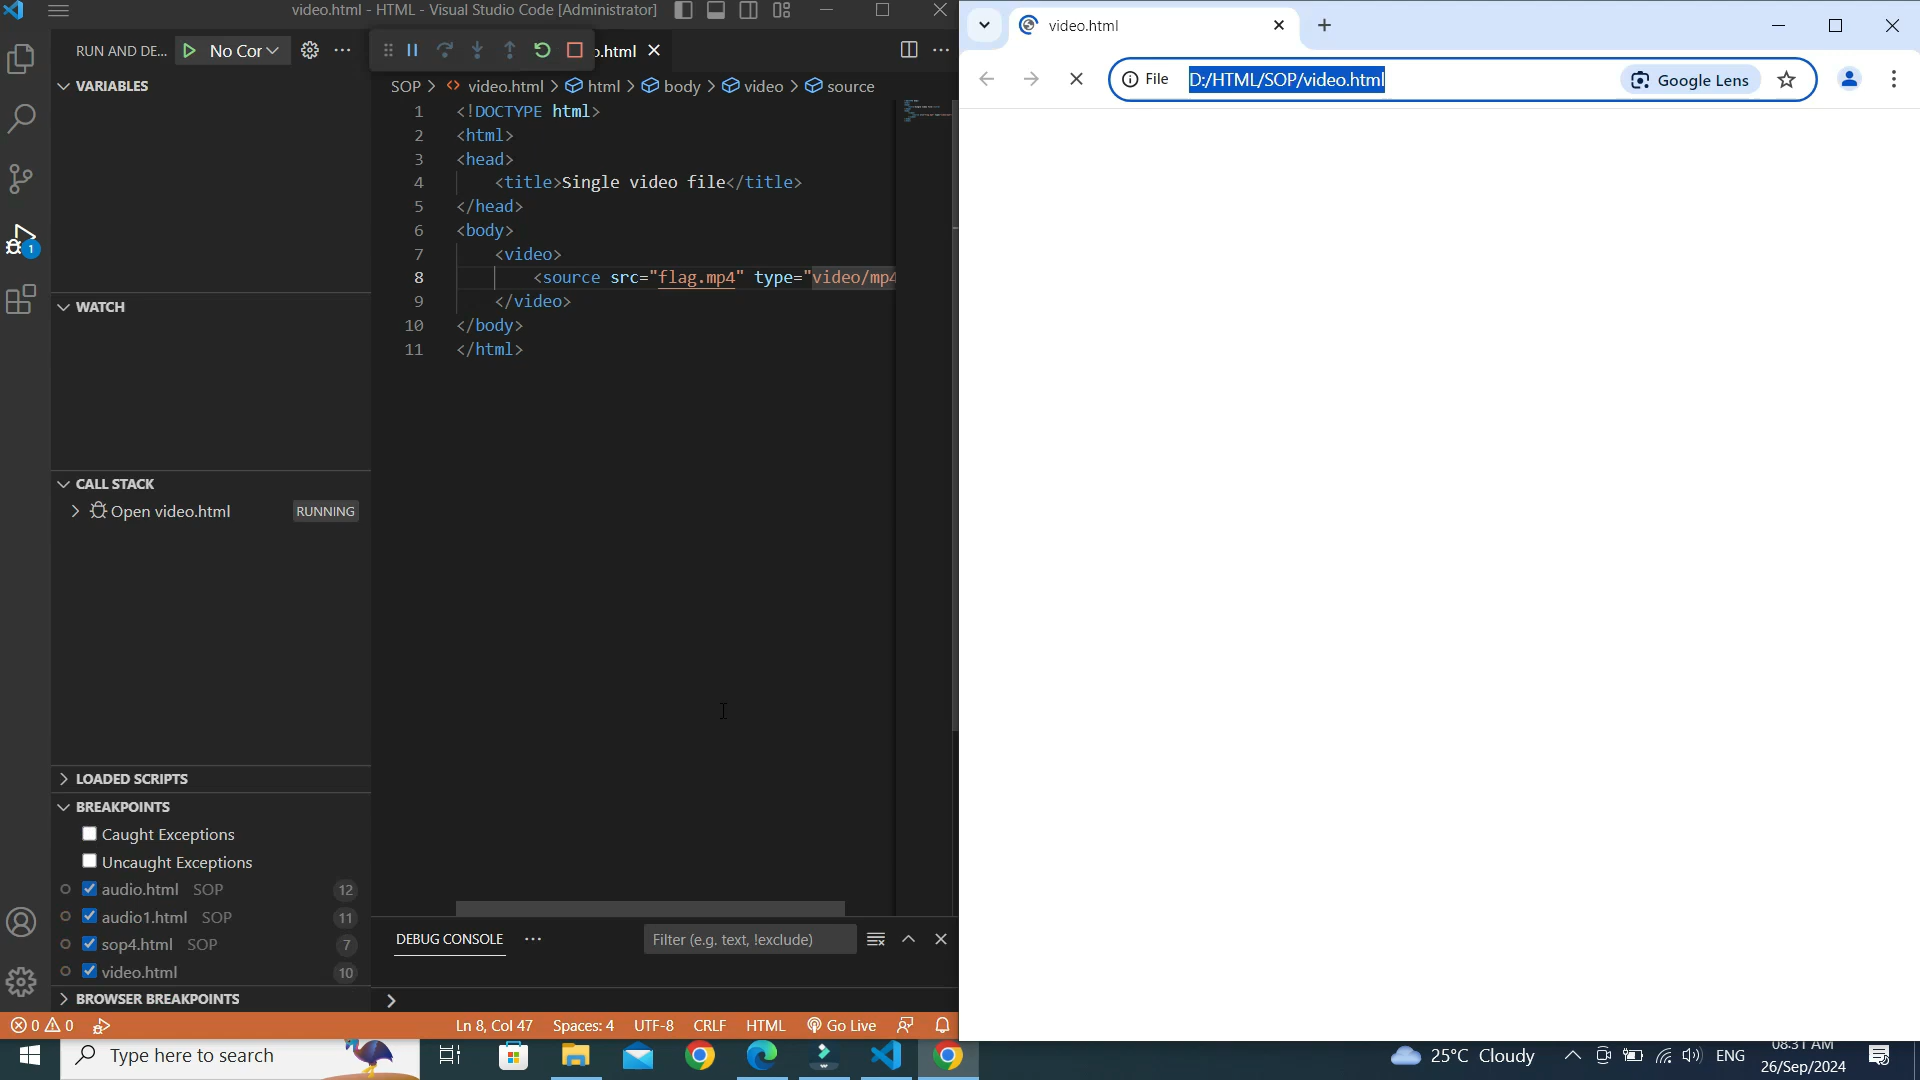 video.html - HTML - Visual Studio Code [Administrator]
RUN AND DE...
No Cor
o.html
VARIABLES
SOP > video.html > html > body > video > source
1 <!DOCTYPE html>
2 <html>
3 <head>
4 <title>Single video file</title>
5 </head>
6 <body>
7 <video>
8 <source src="flag.mp4" type="video/mp4
9 </video>
10 </body>
11 </html>
WATCH
CALL STACK
Open video.html RUNNING
LOADED SCRIPTS
BREAKPOINTS
Caught Exceptions
Uncaught Exceptions
audio.html SOP 12
audio1.html SOP 11
sop4.html SOP 7
video.html 10
BROWSER BREAKPOINTS
DEBUG CONSOLE
Filter (e.g. text, !exclude)
0 0
Ln 8, Col 47 Spaces: 4 UTF-8 CRLF HTML Go Live
1
video.html
File D:/HTML/SOP/video.html Google Lens
Type here to search
25°C Cloudy
ENG
08:31 AM
26/Sep/2024